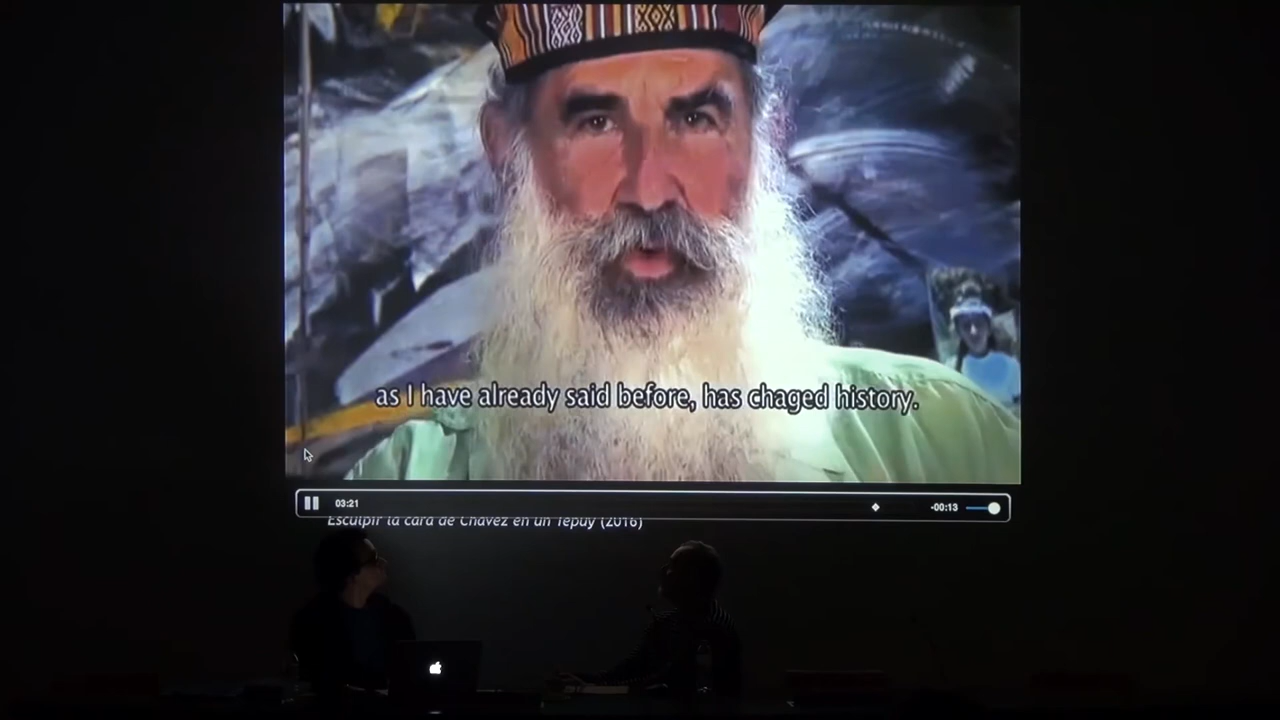 as I have already said before, has chaged history.
03:21
-00:13
Esculpir la cara de Chávez en un Tepuy (2016)